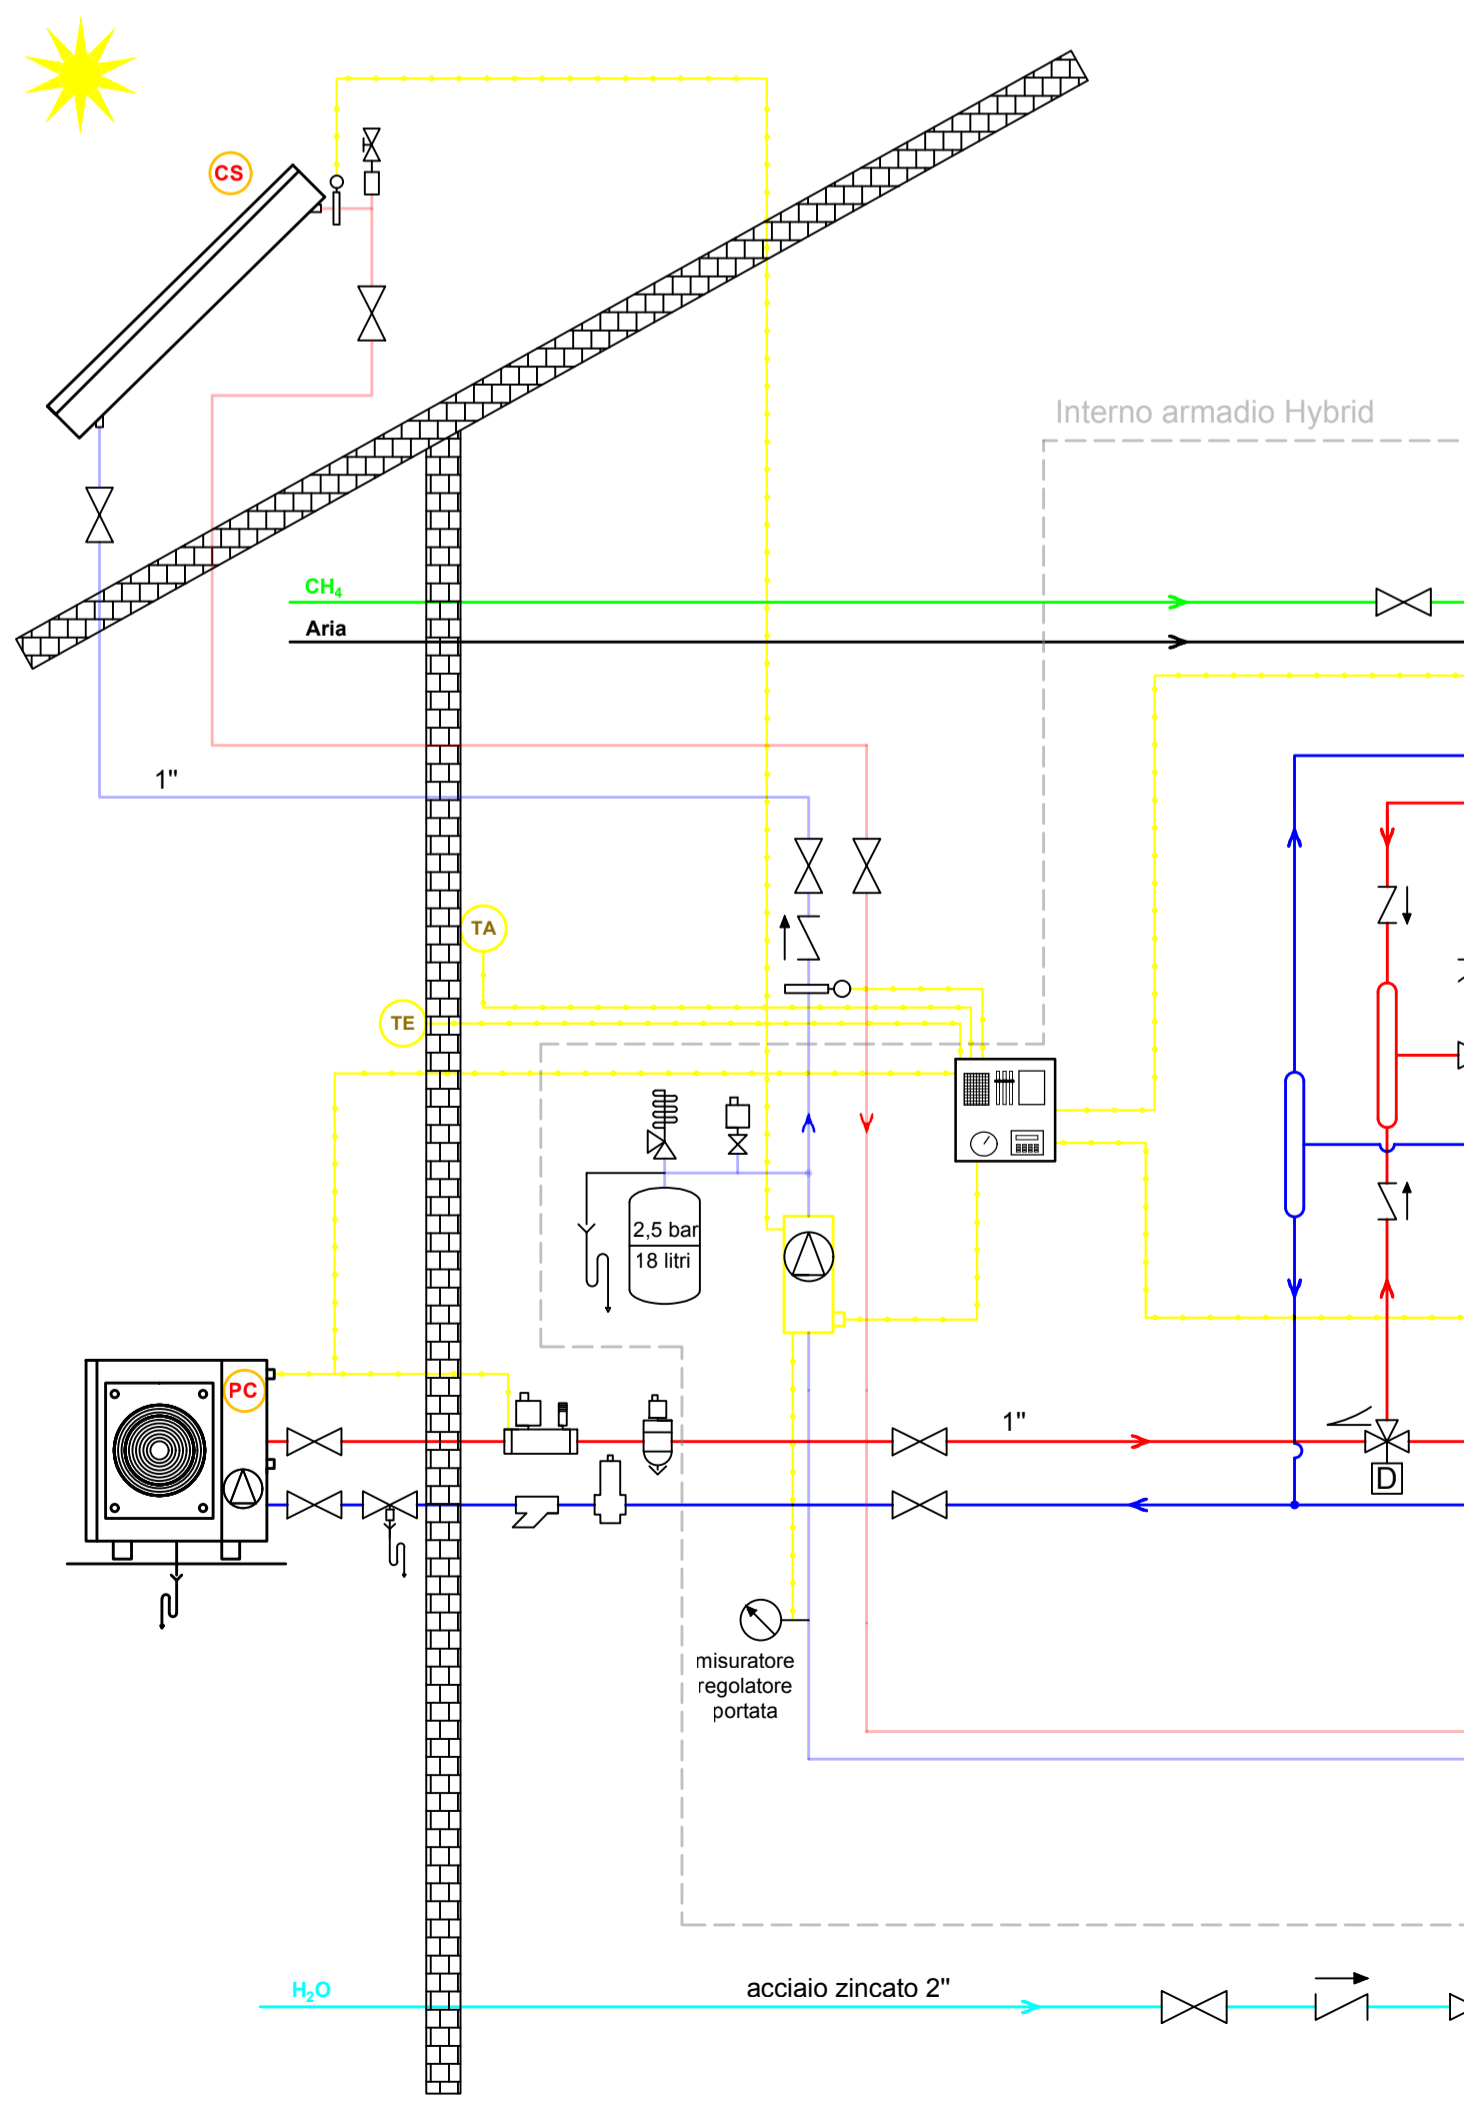 CS
Interno armadio Hybrid
CH₄
Aria
1"
TA
TE
2,5 bar
18 litri
PC
1"
D
misuratore
regolatore
portata
H₂O
acciaio zincato 2"